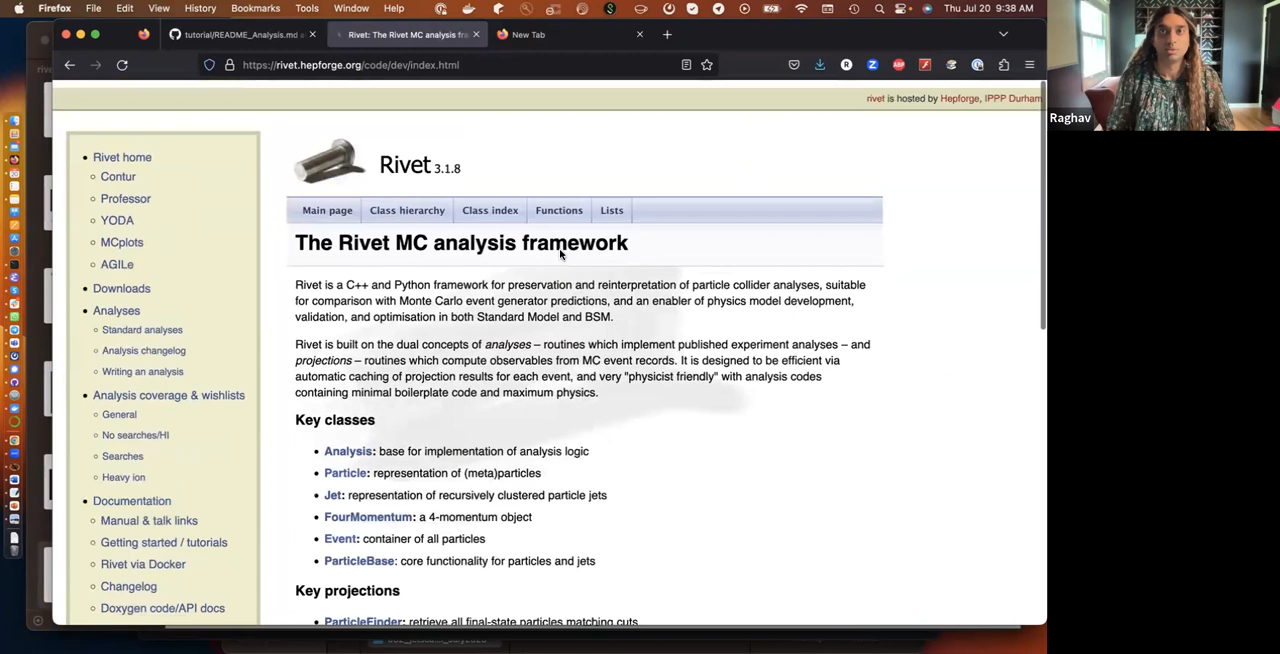 Firefox File Edit View History Bookmarks Tools Window Help Thu Jul 20 9:38 AM
tutorial/README_Analysis.md a
Rivet: The Rivet MC analysis fra
New Tab
https://rivet.hepforge.org/code/dev/index.html
rivet is hosted by Hepforge, IPPP Durham
Raghav
Rivet home
Contur
Professor
YODA
MCplots
AGILe
Downloads
Analyses
Standard analyses
Analysis changelog
Writing an analysis
Analysis coverage & wishlists
General
No searches/HI
Searches
Heavy ion
Documentation
Manual & talk links
Getting started / tutorials
Rivet via Docker
Changelog
Doxygen code/API docs
Rivet 3.1.8
Main page Class hierarchy Class index Functions Lists
The Rivet MC analysis framework
Rivet is a C++ and Python framework for preservation and reinterpretation of particle collider analyses, suitable
for comparison with Monte Carlo event generator predictions, and an enabler of physics model development,
validation, and optimisation in both Standard Model and BSM.
Rivet is built on the dual concepts of analyses – routines which implement published experiment analyses – and
projections – routines which compute observables from MC event records. It is designed to be efficient via
automatic caching of projection results for each event, and very "physicist friendly" with analysis codes
containing minimal boilerplate code and maximum physics.
Key classes
Analysis: base for implementation of analysis logic
Particle: representation of (meta)particles
Jet: representation of recursively clustered particle jets
FourMomentum: a 4-momentum object
Event: container of all particles
ParticleBase: core functionality for particles and jets
Key projections
ParticleFinder: retrieve all final-state particles matching cuts